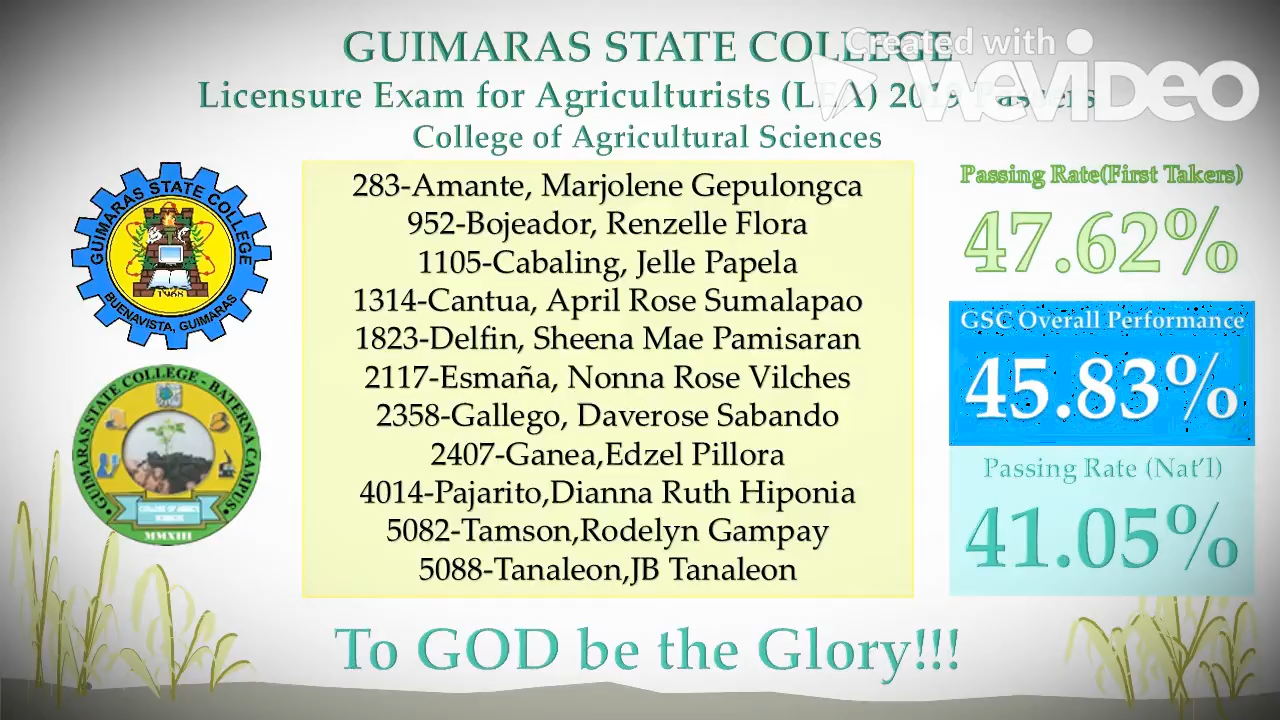 GUIMARAS STATE COLLEGE
Created with
WEVIDEO
Licensure Exam for Agriculturists (LEA) 2019 Passers
College of Agricultural Sciences
GUIMARAS STATE COLLEGE
1968
BUENAVISTA, GUIMARAS
283-Amante, Marjolene Gepulongca
952-Bojeador, Renzelle Flora
1105-Cabaling, Jelle Papela
1314-Cantua, April Rose Sumalapao
1823-Delfin, Sheena Mae Pamisaran
2117-Esmaña, Nonna Rose Vilches
2358-Gallego, Daverose Sabando
2407-Ganea,Edzel Pillora
4014-Pajarito,Dianna Ruth Hiponia
5082-Tamson,Rodelyn Gampay
5088-Tanaleon,JB Tanaleon
Passing Rate(First Takers)
47.62%
GSC Overall Performance
45.83%
Passing Rate (Nat'l)
41.05%
GUIMARAS STATE COLLEGE - BATERNA CAMPUS
COLLEGE OF
MMXIII
To GOD be the Glory!!!